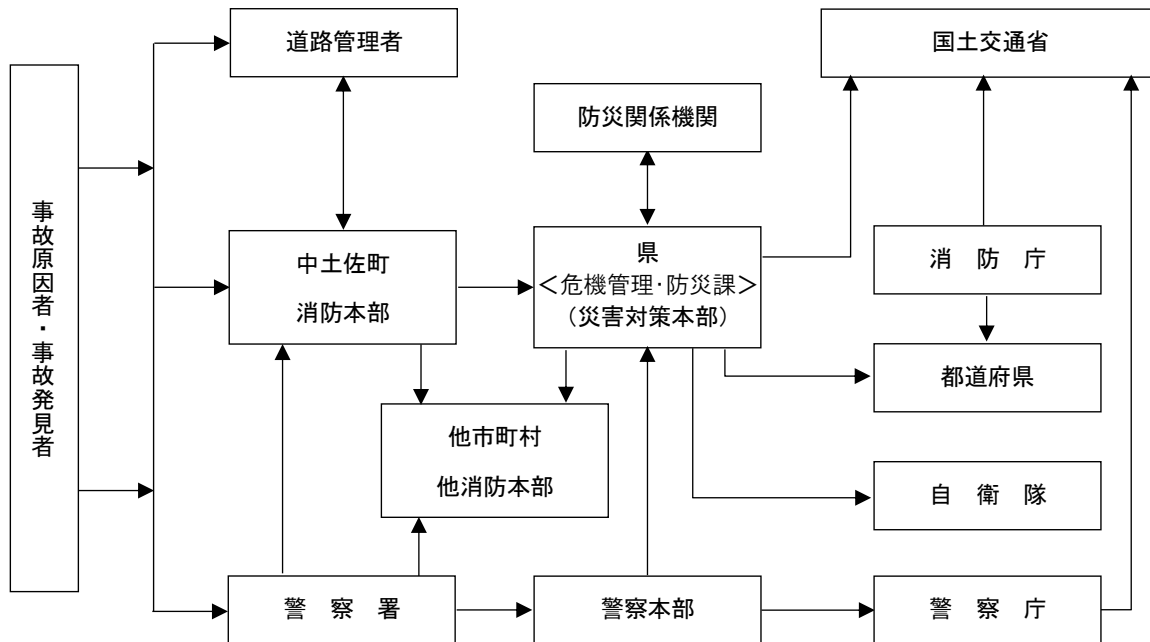 道路管理者
国土交通省
防災関係機関
事故原因者・事故発見者
中土佐町
消防本部
県
＜危機管理・防災課＞
（災害対策本部）
消　防　庁
都道府県
他市町村
他消防本部
自　衛　隊
警　察　署
警察本部
警　察　庁